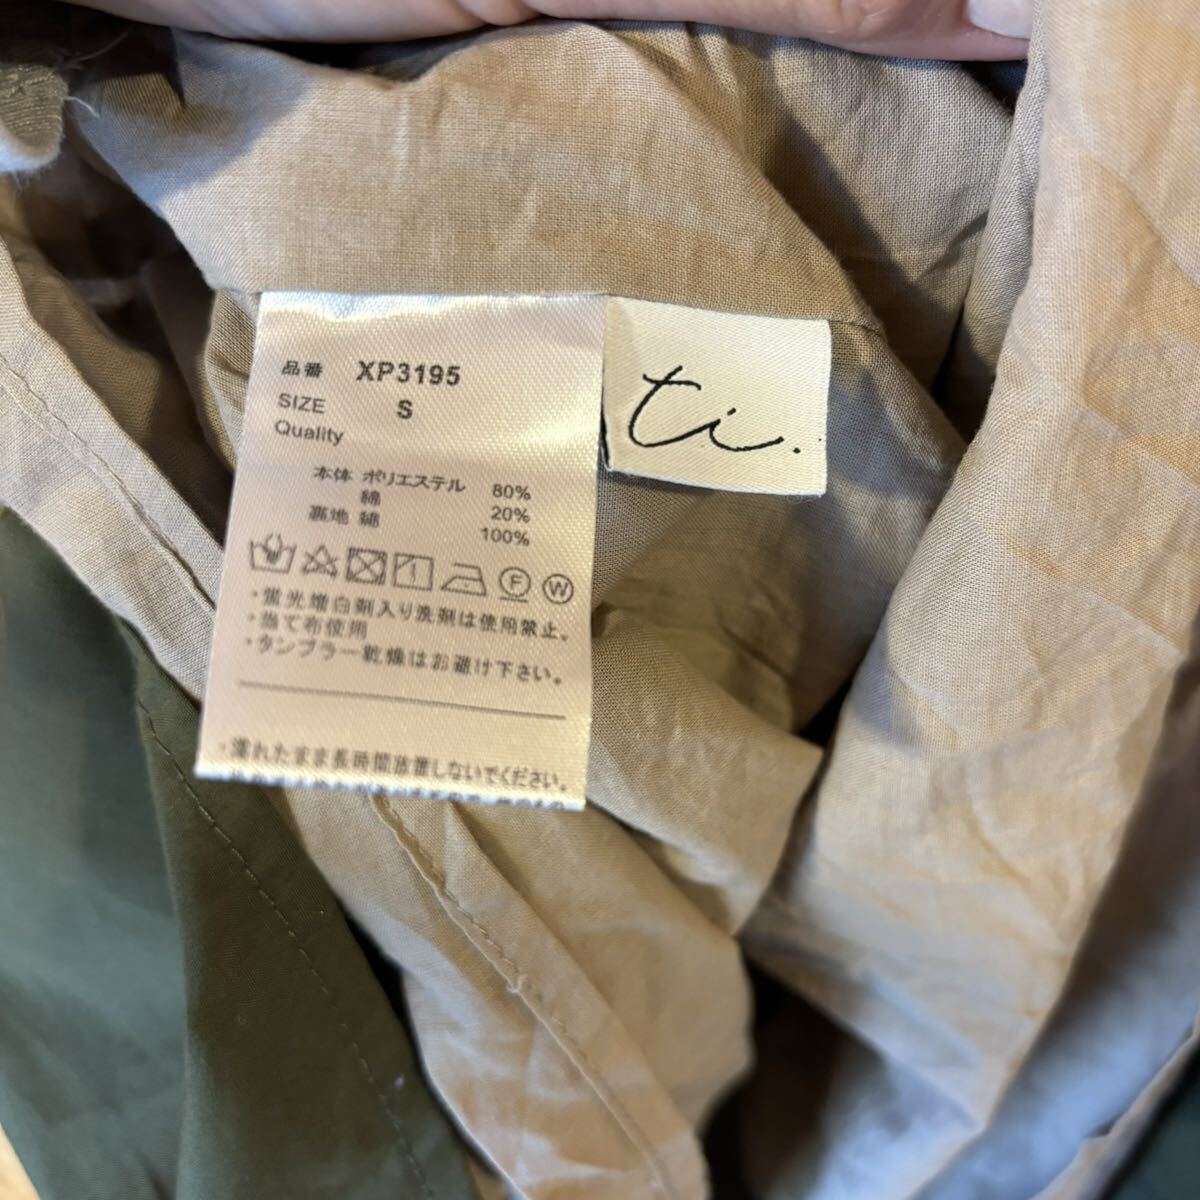 品番 XP3195
SIZE S
Quality
本体 ポリエステル 80%
綿 20%
裏地 綿 100%
F W
・蛍光増白剤入り洗剤は使用禁止。
・当て布使用
・タンブラー乾燥はお避け下さい。
・濡れたまま長時間放置しないでください。
ti.